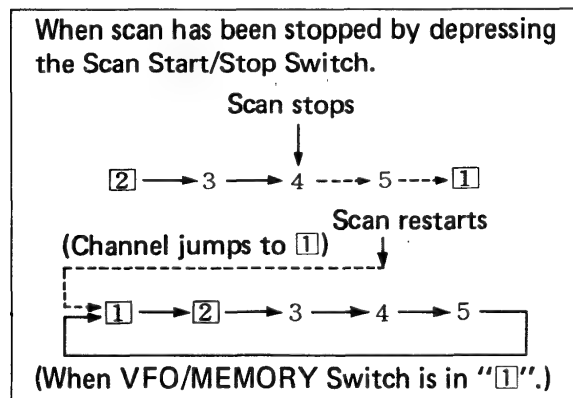 When scan has been stopped by depressing
the Scan Start/Stop Switch.
Scan stops
2 3 4 5 1
Scan restarts
(Channel jumps to 1)
1 2 3 4 5
(When VFO/MEMORY Switch is in “1”.)